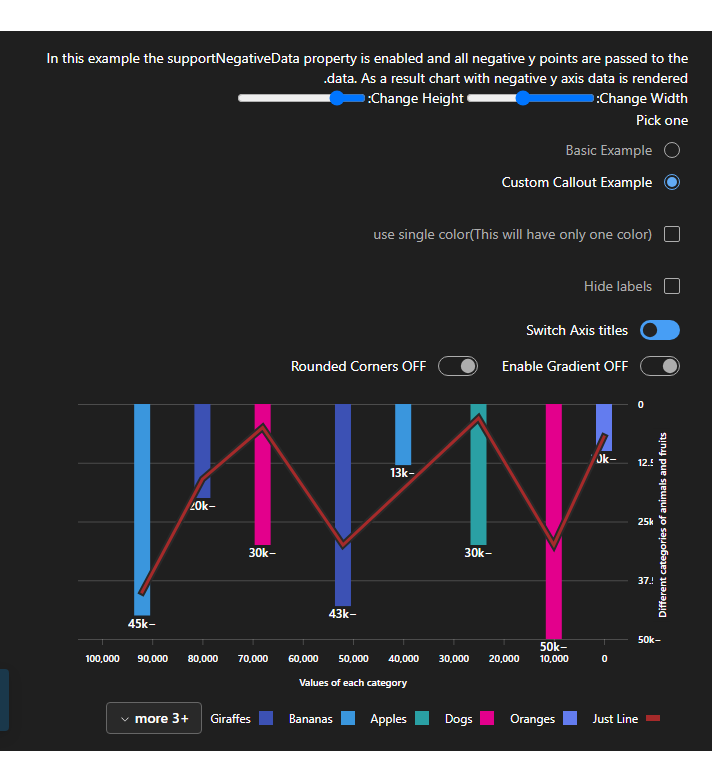 In this example the supportNegativeData property is enabled and all negative y points are passed to the
.data. As a result chart with negative y axis data is rendered
:Change Height :Change Width
Pick one
Basic Example
Custom Callout Example
use single color(This will have only one color)
Hide labels
Switch Axis titles
Rounded Corners OFF Enable Gradient OFF
0
12.5
25k
37.5
50k–
Different categories of animals and fruits
45k–
20k–
30k–
43k–
13k–
30k–
50k–
0k–
100,000 90,000 80,000 70,000 60,000 50,000 40,000 30,000 20,000 10,000 0
Values of each category
more 3+ Giraffes Bananas Apples Dogs Oranges Just Line